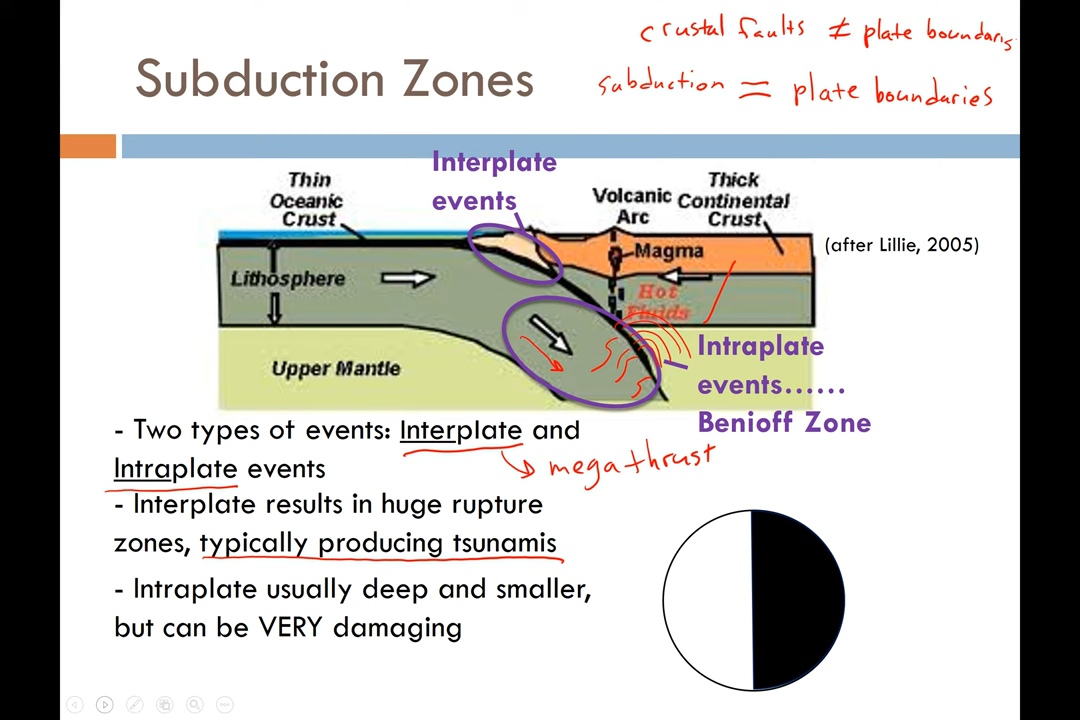 crustal faults ≠ plate boundaris
Subduction Zones
subduction = plate boundaries
Interplate
events
Thin
Oceanic
Crust
Volcanic
Arc
Thick
Continental
Crust
Magma
(after Lillie, 2005)
Lithosphere
Hot
Fluids
Intraplate
events……
Benioff Zone
Upper Mantle
- Two types of events: Interplate and
Intraplate events
megathrust
- Interplate results in huge rupture
zones, typically producing tsunamis
- Intraplate usually deep and smaller,
but can be VERY damaging